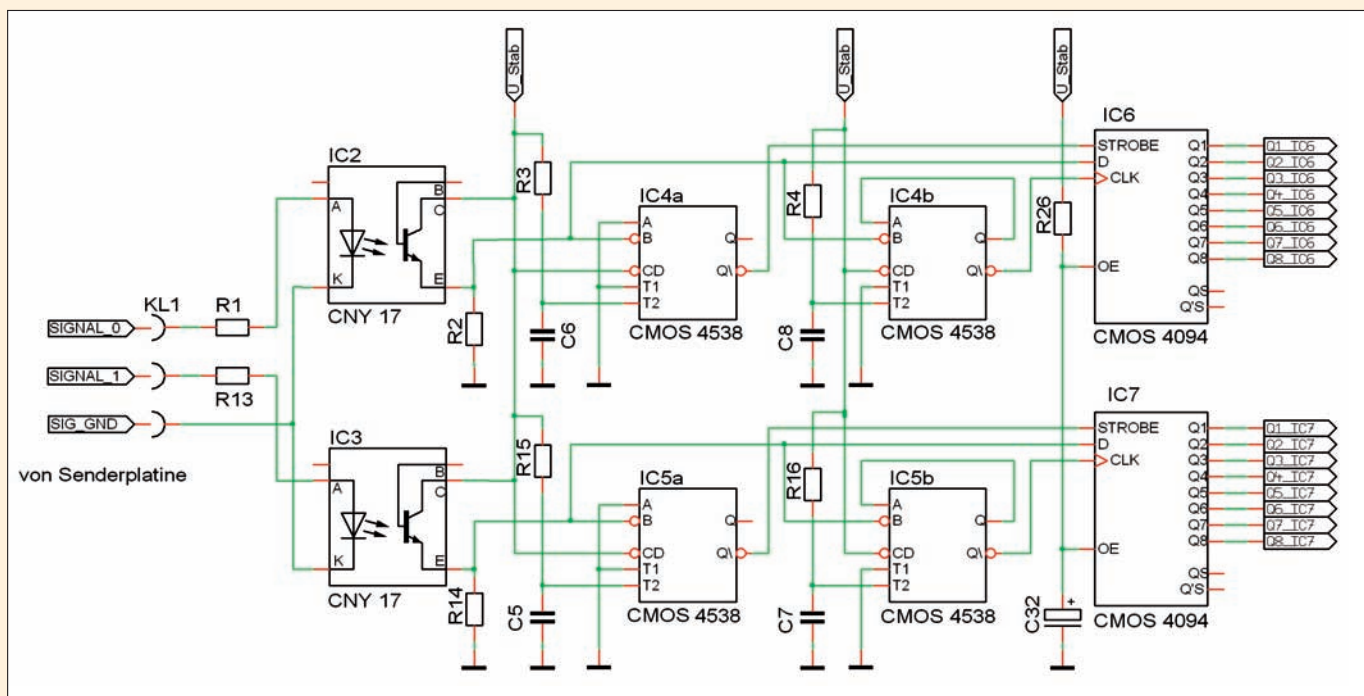 U_Stab
U_Stab
U_Stab
IC2
A
K
B
C
E
CNY 17
R3
C6
R2
IC4a
A
B
CD
T1
T2
Q
Q\
CMOS 4538
R4
C8
IC4b
A
B
CD
T1
T2
Q
Q\
CMOS 4538
R26
IC6
STROBE
D
CLK
OE
Q1
Q2
Q3
Q4
Q5
Q6
Q7
Q8
QS
Q'S
CMOS 4094
Q1_IC6
Q2_IC6
Q3_IC6
Q4_IC6
Q5_IC6
Q6_IC6
Q7_IC6
Q8_IC6
SIGNAL_0
KL1
R1
SIGNAL_1
R13
SIG_GND
von Senderplatine
IC3
A
K
B
C
E
CNY 17
R15
C5
R14
IC5a
A
B
CD
T1
T2
Q
Q\
CMOS 4538
R16
C7
IC5b
A
B
CD
T1
T2
Q
Q\
CMOS 4538
C32
+
IC7
STROBE
D
CLK
OE
Q1
Q2
Q3
Q4
Q5
Q6
Q7
Q8
QS
Q'S
CMOS 4094
Q1_IC7
Q2_IC7
Q3_IC7
Q4_IC7
Q5_IC7
Q6_IC7
Q7_IC7
Q8_IC7